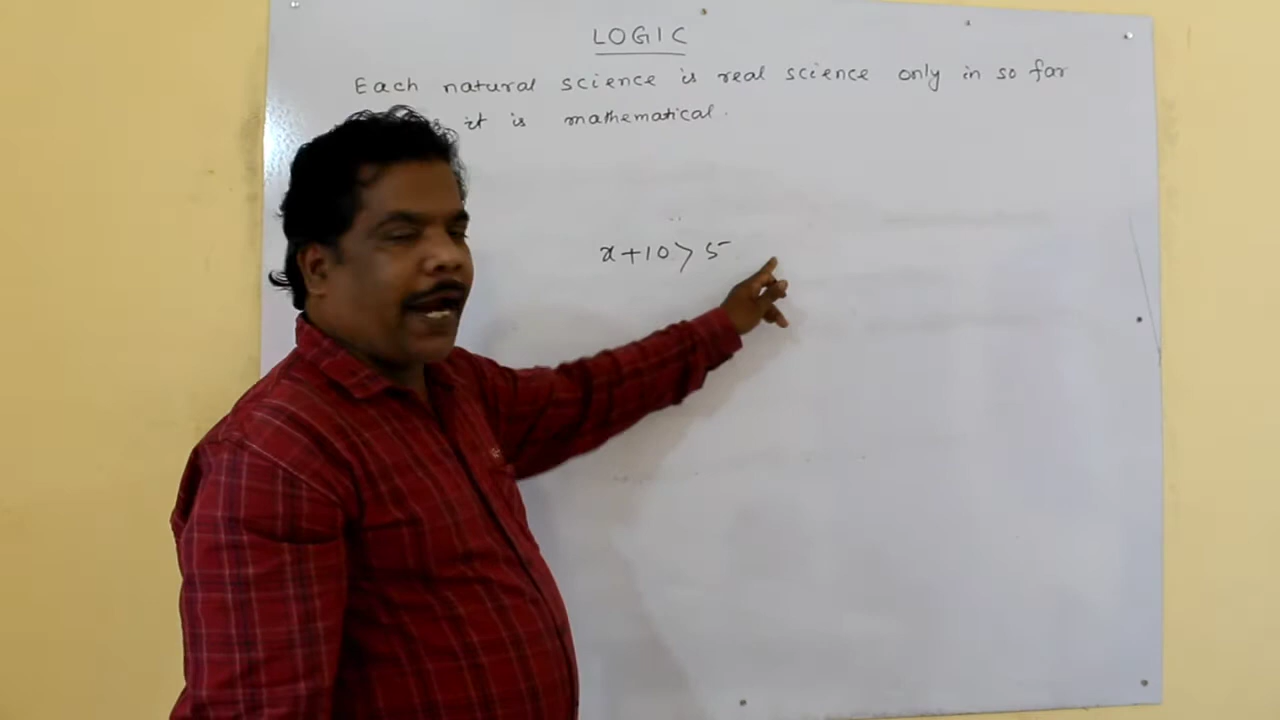 LOGIC
Each natural science is real science only in so far
it is mathematical.
x+10>5